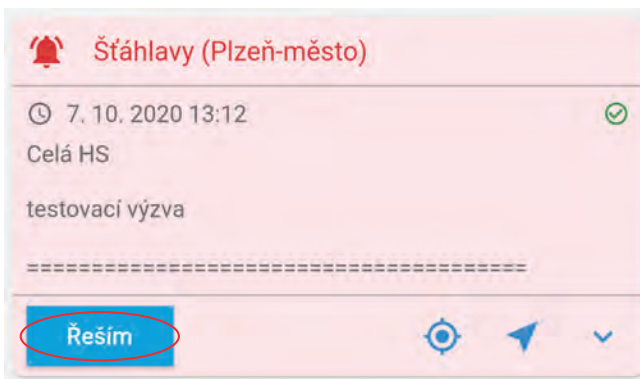 Šťáhlavy (Plzeň-město)
7. 10. 2020 13:12
Celá HS
testovací výzva
======================================
Řeším